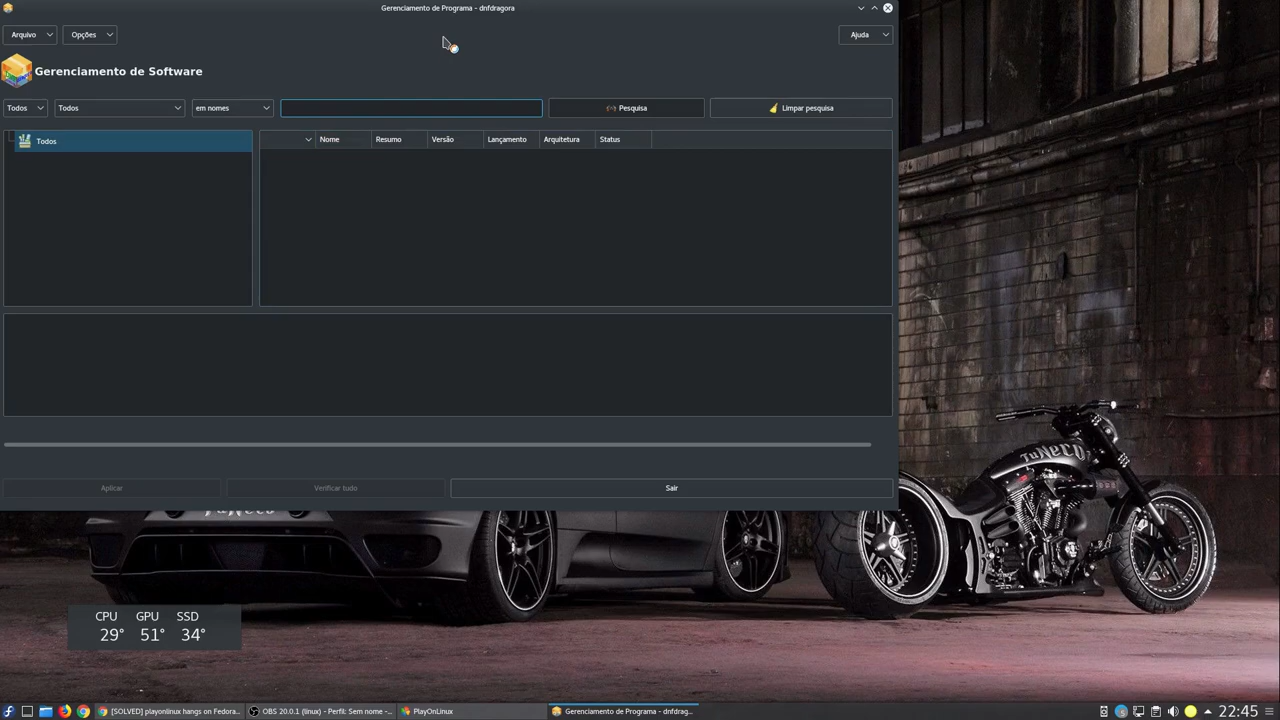 Gerenciamento de Programa - dnfdragora
Arquivo Opções Ajuda
Gerenciamento de Software
Todos Todos em nomes Pesquisa Limpar pesquisa
Todos
Nome Resumo Versão Lançamento Arquitetura Status
Aplicar Verificar tudo Sair
TuNeCo
TuNeCo
CPU GPU SSD
29° 51° 34°
[SOLVED] playonlinux hangs on Fedora... OBS 20.0.1 (linux) - Perfil: Sem nome -... PlayOnLinux Gerenciamento de Programa - dnfdrag... 22:45